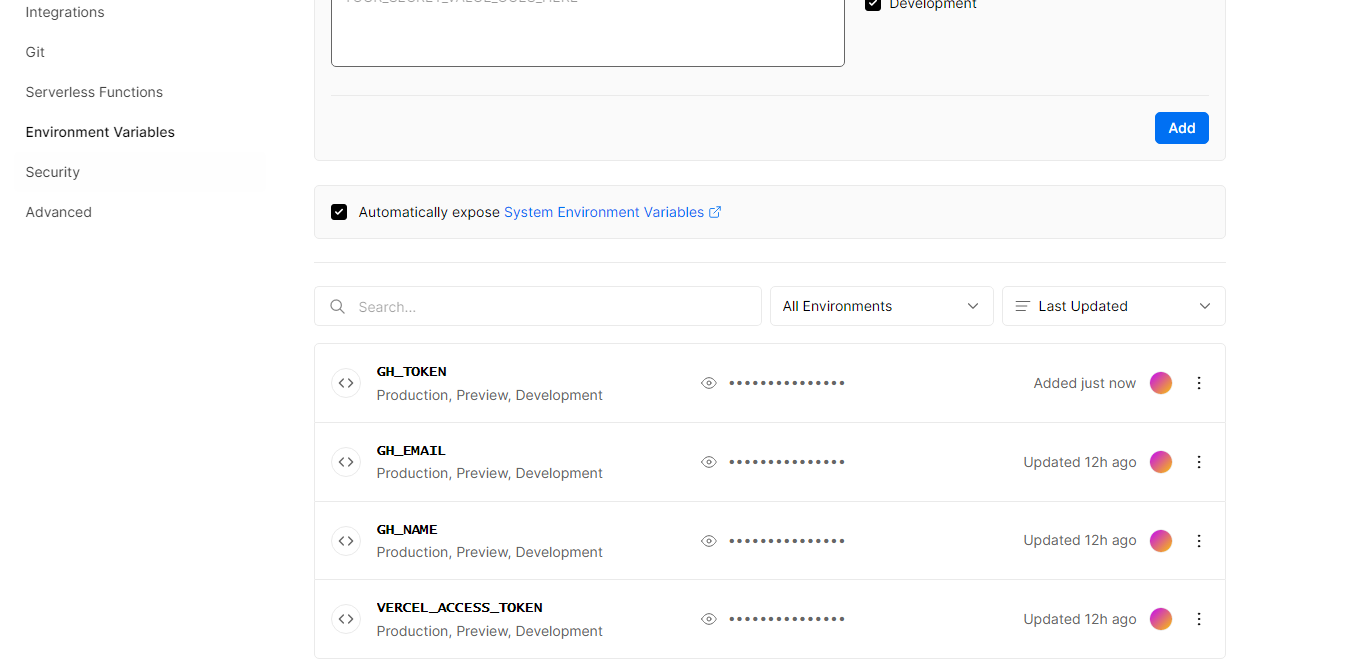 Integrations
Git
Serverless Functions
Environment Variables
Security
Advanced
YOUR_SECRET_VALUE_GOES_HERE
Development
Add
Automatically expose System Environment Variables
Search...
All Environments
Last Updated
GH_TOKEN
Production, Preview, Development
Added just now
GH_EMAIL
Production, Preview, Development
Updated 12h ago
GH_NAME
Production, Preview, Development
Updated 12h ago
VERCEL_ACCESS_TOKEN
Production, Preview, Development
Updated 12h ago